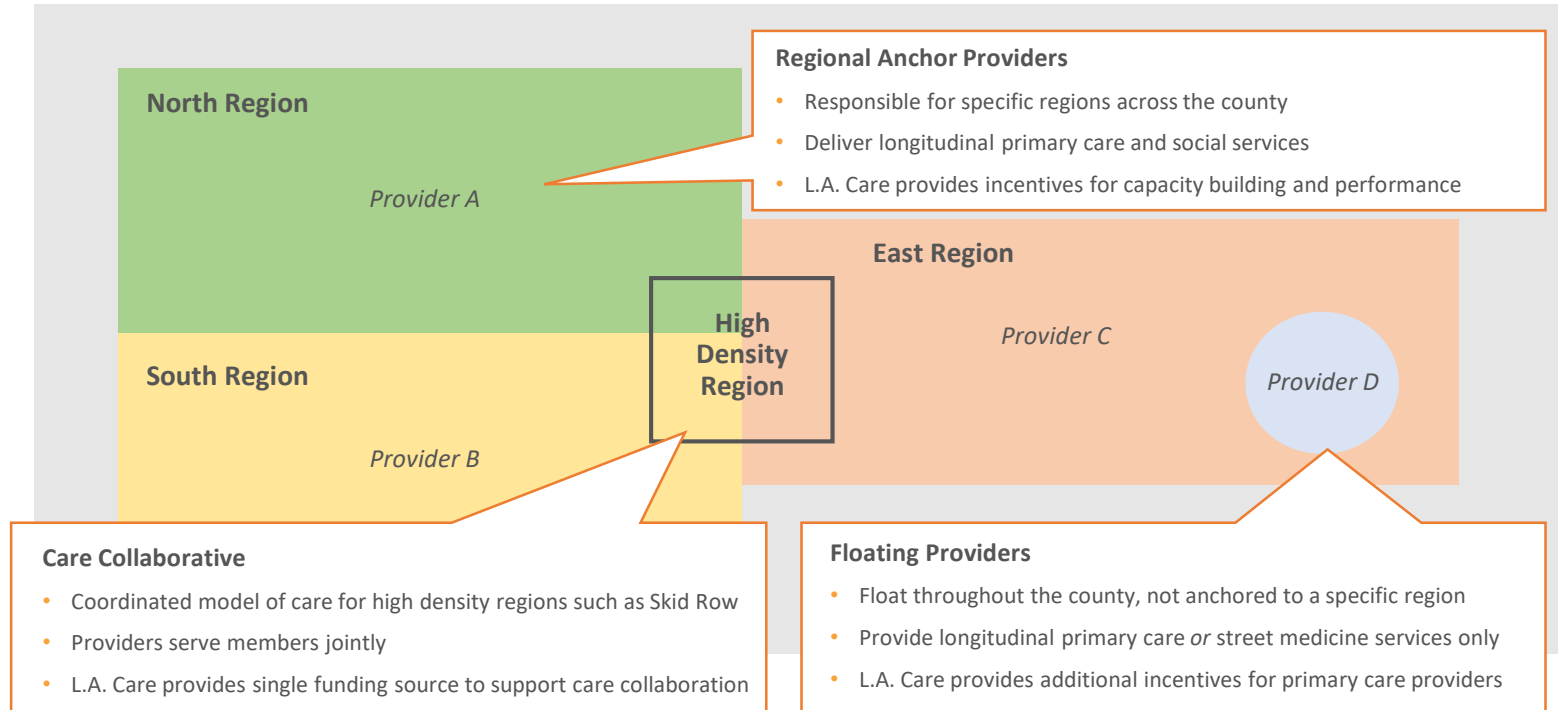 Regional Anchor Providers
• Responsible for specific regions across the county
• Deliver longitudinal primary care and social services
• L.A. Care provides incentives for capacity building and performance
North Region
Provider A
East Region
Provider C
Provider D
High
Density
Region
South Region
Provider B
Care Collaborative
• Coordinated model of care for high density regions such as Skid Row
• Providers serve members jointly
• L.A. Care provides single funding source to support care collaboration
Floating Providers
• Float throughout the county, not anchored to a specific region
• Provide longitudinal primary care or street medicine services only
• L.A. Care provides additional incentives for primary care providers